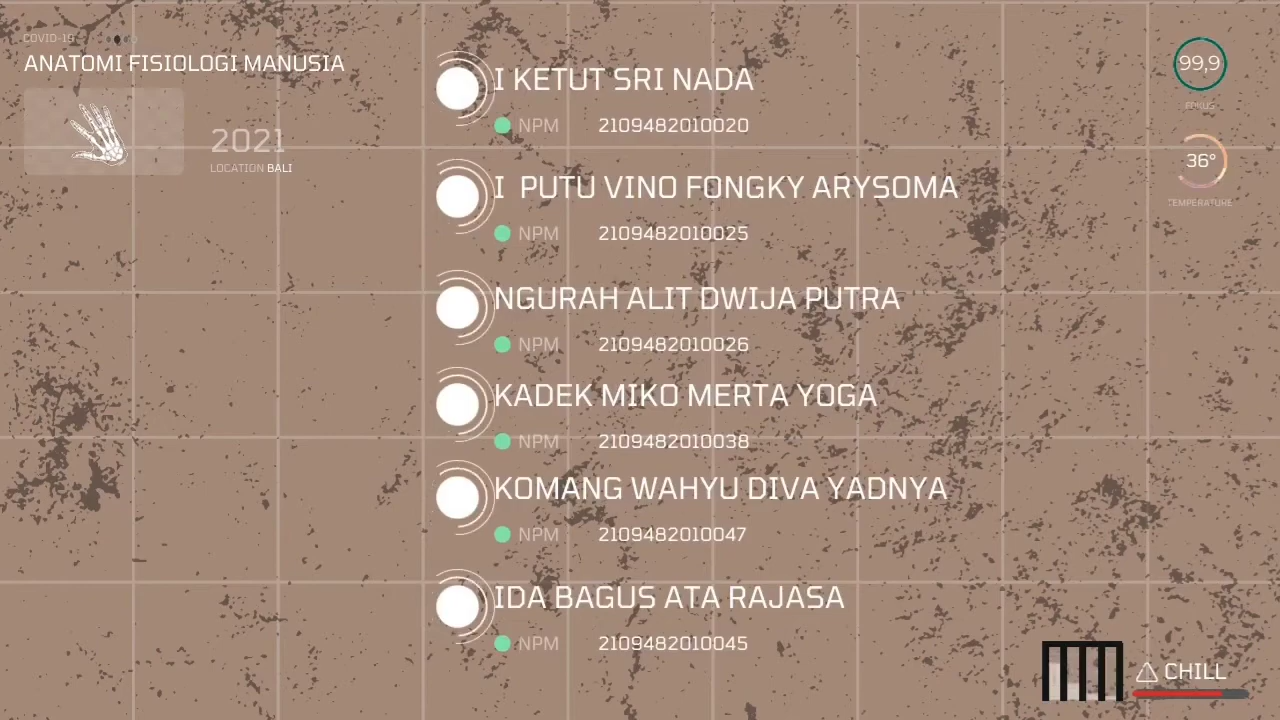 COVID-19
ANATOMI FISIOLOGI MANUSIA
2021
LOCATION BALI
I KETUT SRI NADA
NPM 2109482010020
I PUTU VINO FONGKY ARYSOMA
NPM 2109482010025
NGURAH ALIT DWIJA PUTRA
NPM 2109482010026
KADEK MIKO MERTA YOGA
NPM 2109482010038
KOMANG WAHYU DIVA YADNYA
NPM 2109482010047
IDA BAGUS ATA RAJASA
NPM 2109482010045
99,9
FOKUS
36°
TEMPERATURE
CHILL